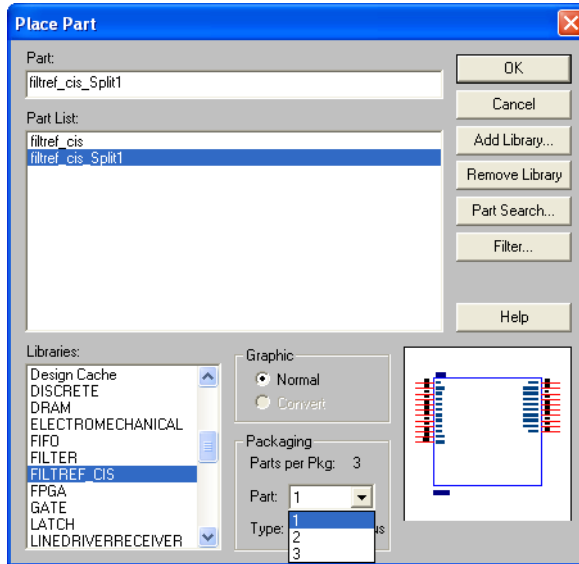 Place Part
Part:
filtref_cis_Split1
OK
Cancel
Part List:
filtref_cis
filtref_cis_Split1
Add Library...
Remove Library
Part Search...
Filter...
Help
Libraries:
Design Cache
DISCRETE
DRAM
ELECTROMECHANICAL
FIFO
FILTER
FILTREF_CIS
FPGA
GATE
LATCH
LINEDRIVERRECEIVER
Graphic
Normal
Convert
Packaging
Parts per Pkg: 3
Part: 1
1
Type:
2
3